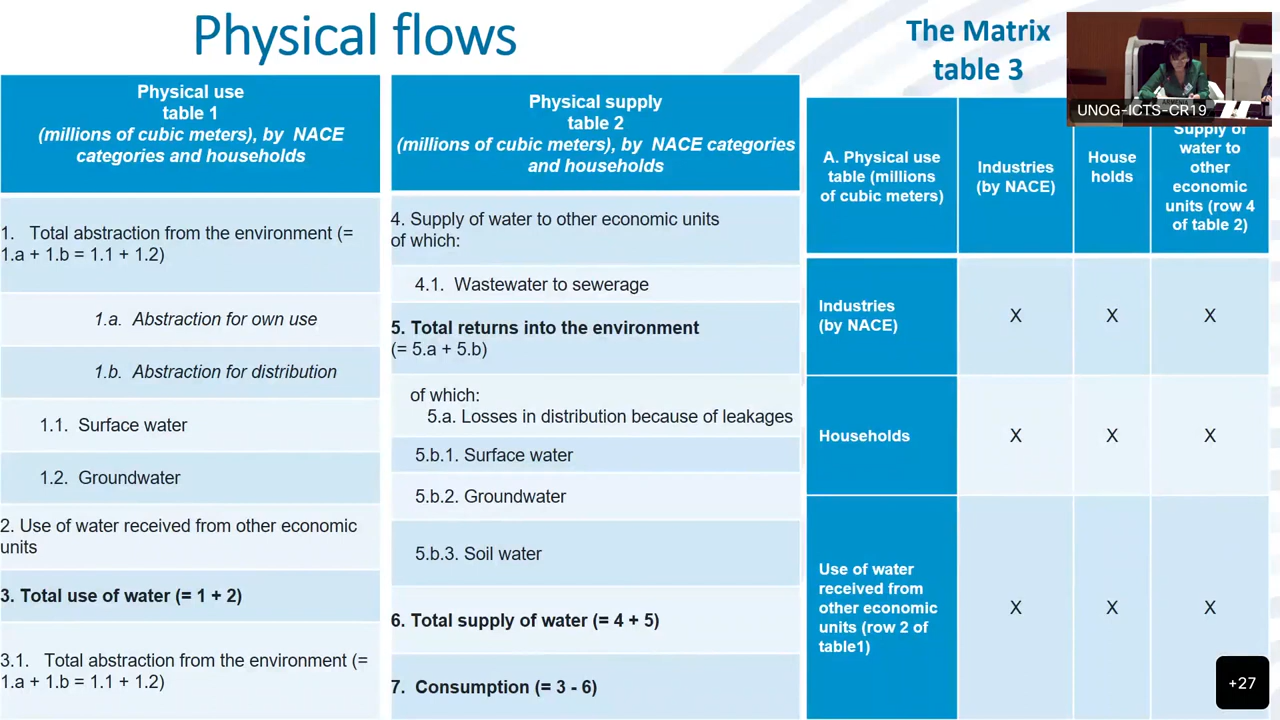 Physical flows
The Matrix
table 3
UNOG-ICTS-CR19
Physical use
table 1
(millions of cubic meters), by NACE
categories and households
1. Total abstraction from the environment (=
1.a + 1.b = 1.1 + 1.2)
1.a. Abstraction for own use
1.b. Abstraction for distribution
1.1. Surface water
1.2. Groundwater
2. Use of water received from other economic
units
3. Total use of water (= 1 + 2)
3.1. Total abstraction from the environment (=
1.a + 1.b = 1.1 + 1.2)
Physical supply
table 2
(millions of cubic meters), by NACE categories
and households
4. Supply of water to other economic units
of which:
4.1. Wastewater to sewerage
5. Total returns into the environment
(= 5.a + 5.b)
of which:
5.a. Losses in distribution because of leakages
5.b.1. Surface water
5.b.2. Groundwater
5.b.3. Soil water
6. Total supply of water (= 4 + 5)
7. Consumption (= 3 - 6)
A. Physical use
table (millions
of cubic meters)
Industries
(by NACE)
House
holds
Supply of
water to
other
economic
units (row 4
of table 2)
Industries
(by NACE)
X
X
X
Households
X
X
X
Use of water
received from
other economic
units (row 2 of
table1)
X
X
X
+27